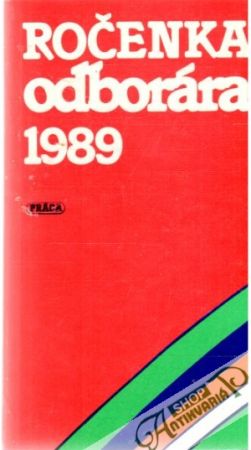 ROČENKA
odborára
1989
PRÁCA
SHOP
ANTIKVARIÁT